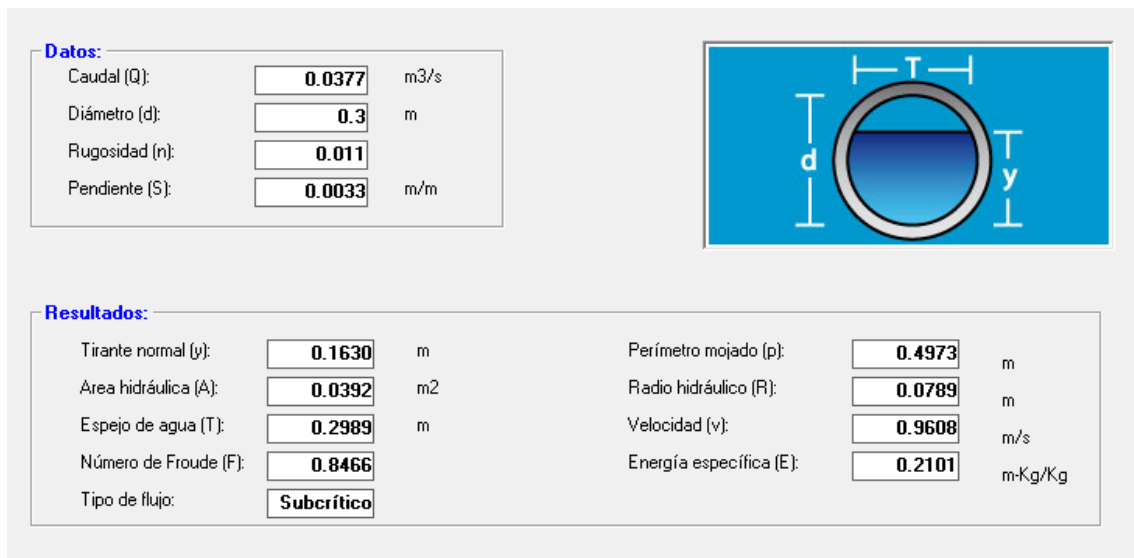 Datos:
Caudal (Q): 0.0377 m3/s
Diámetro (d): 0.3 m
Rugosidad (n): 0.011
Pendiente (S): 0.0033 m/m
T
d
y
Resultados:
Tirante normal (y): 0.1630 m Perímetro mojado (p): 0.4973 m
Area hidráulica (A): 0.0392 m2 Radio hidráulico (R): 0.0789 m
Espejo de agua (T): 0.2989 m Velocidad (v): 0.9608 m/s
Número de Froude (F): 0.8466 Energía específica (E): 0.2101 m-Kg/Kg
Tipo de flujo: Subcrítico